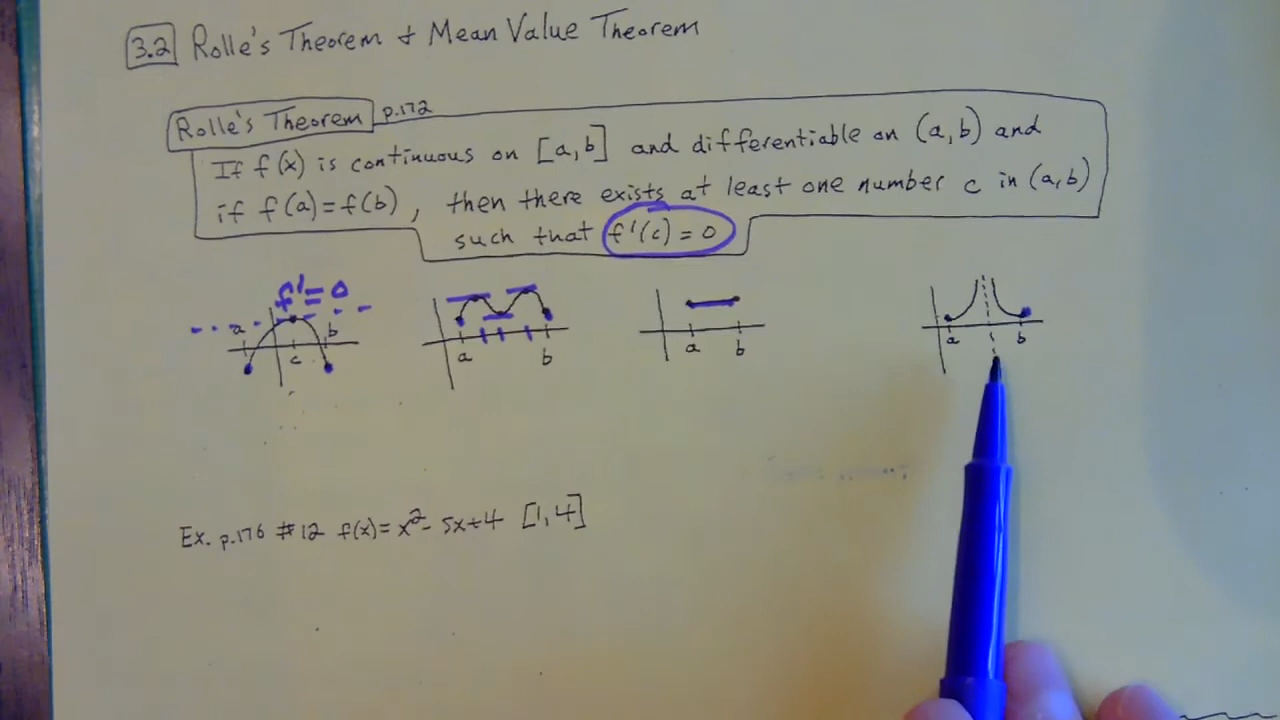 3.2 Rolle's Theorem + Mean Value Theorem
Rolle's Theorem p.172
If f(x) is continuous on [a,b] and differentiable on (a,b) and
if f(a)=f(b), then there exists at least one number c in (a,b)
such that f'(c)=0
f'=0
a b
c
a b
a b
a b
Ex. p.176 #12 f(x)=x²-5x+4 [1,4]